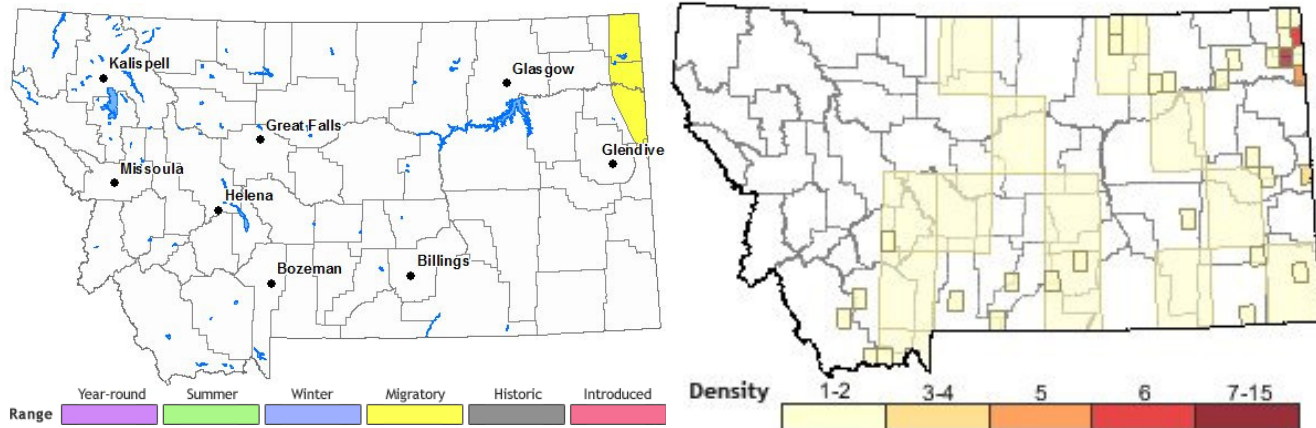 Kalispell
Glasgow
Great Falls
Glendive
Missoula
Helena
Bozeman
Billings
Year-round Summer Winter Migratory Historic Introduced
Range
Density 1-2 3-4 5 6 7-15